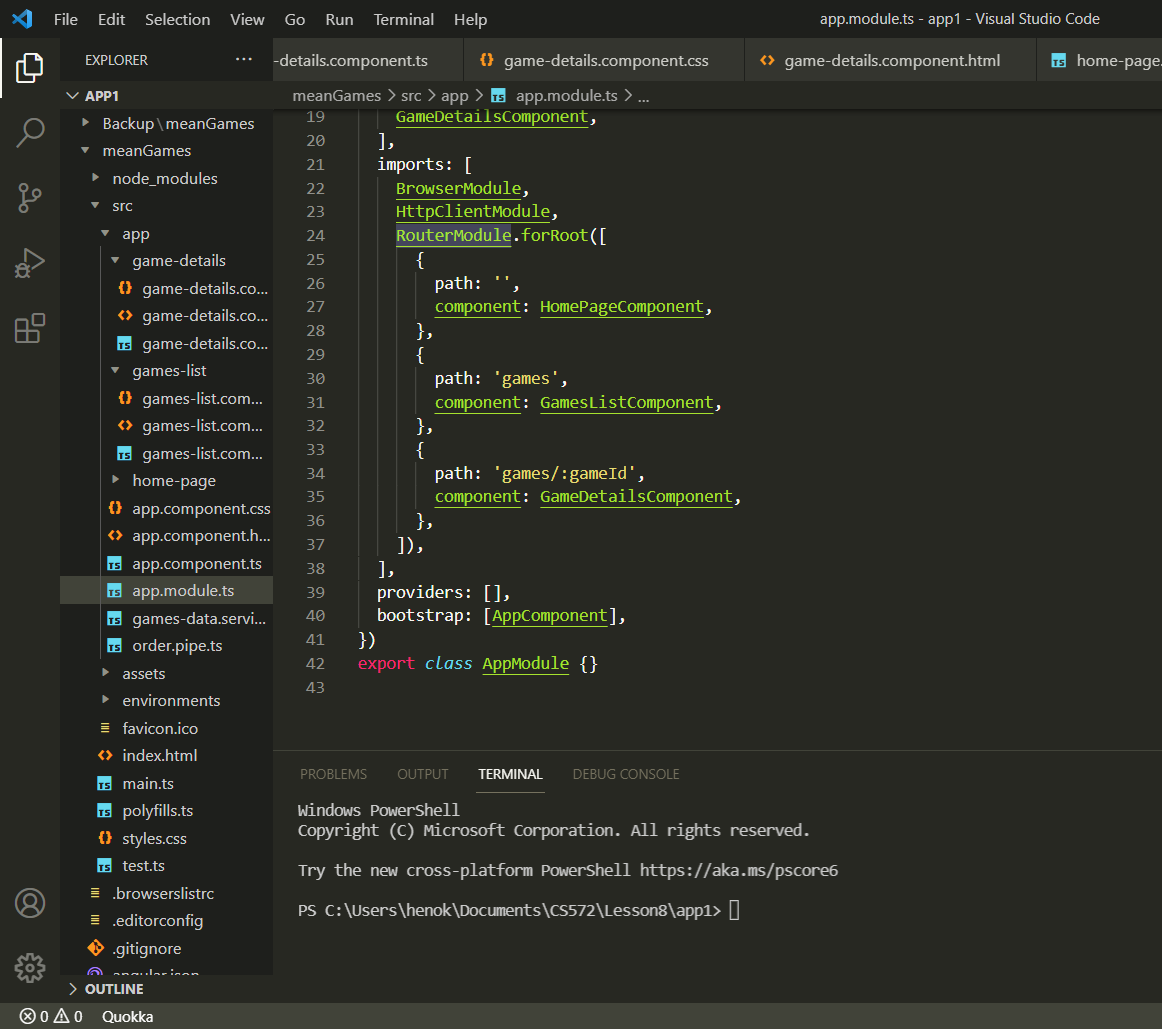 File Edit Selection View Go Run Terminal Help
app.module.ts - app1 - Visual Studio Code
EXPLORER ...
-details.component.ts
game-details.component.css
game-details.component.html
home-page.
APP1
Backup\meanGames
meanGames
node_modules
src
app
game-details
game-details.co...
game-details.co...
game-details.co...
games-list
games-list.com...
games-list.com...
games-list.com...
home-page
app.component.css
app.component.h...
app.component.ts
app.module.ts
games-data.servi...
order.pipe.ts
assets
environments
favicon.ico
index.html
main.ts
polyfills.ts
styles.css
test.ts
.browserslistrc
.editorconfig
.gitignore
angular.json
OUTLINE
meanGames > src > app > TS app.module.ts > ...
19 GameDetailsComponent,
20 ],
21 imports: [
22 BrowserModule,
23 HttpClientModule,
24 RouterModule.forRoot([
25 {
26 path: '',
27 component: HomePageComponent,
28 },
29 {
30 path: 'games',
31 component: GamesListComponent,
32 },
33 {
34 path: 'games/:gameId',
35 component: GameDetailsComponent,
36 },
37 ]),
38 ],
39 providers: [],
40 bootstrap: [AppComponent],
41 })
42 export class AppModule {}
43
PROBLEMS OUTPUT TERMINAL DEBUG CONSOLE
Windows PowerShell
Copyright (C) Microsoft Corporation. All rights reserved.
Try the new cross-platform PowerShell https://aka.ms/pscore6
PS C:\Users\henok\Documents\CS572\Lesson8\app1>
0 0 Quokka